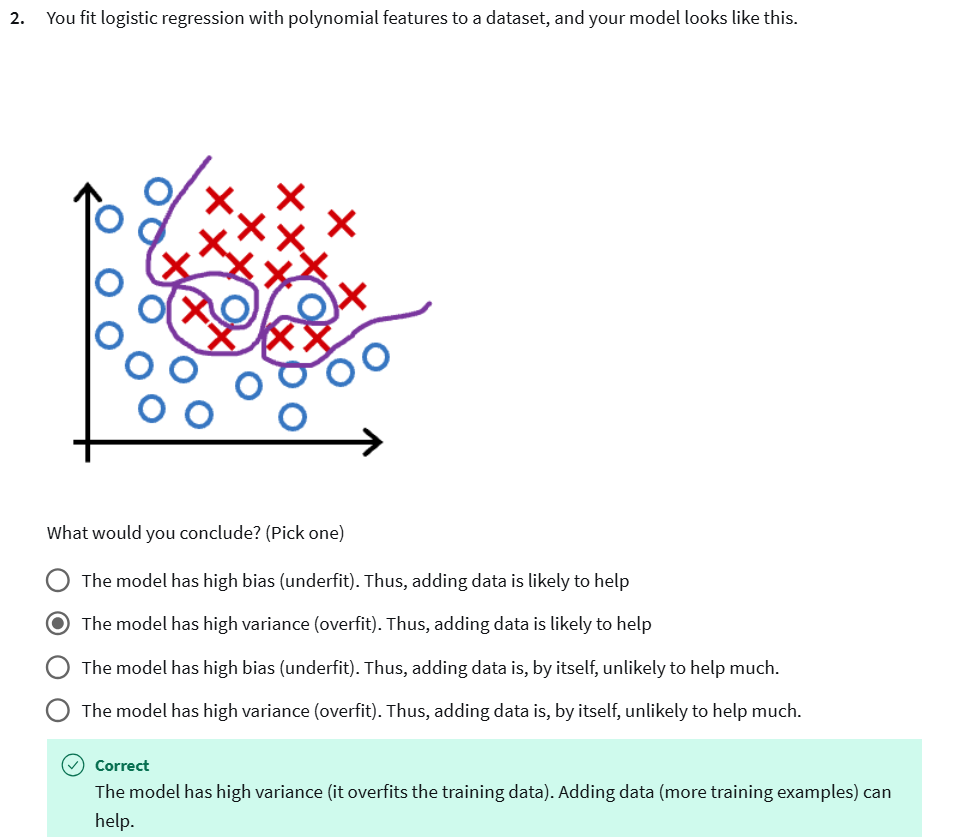 2. You fit logistic regression with polynomial features to a dataset, and your model looks like this.
What would you conclude? (Pick one)
The model has high bias (underfit). Thus, adding data is likely to help
The model has high variance (overfit). Thus, adding data is likely to help
The model has high bias (underfit). Thus, adding data is, by itself, unlikely to help much.
The model has high variance (overfit). Thus, adding data is, by itself, unlikely to help much.
Correct
The model has high variance (it overfits the training data). Adding data (more training examples) can
help.